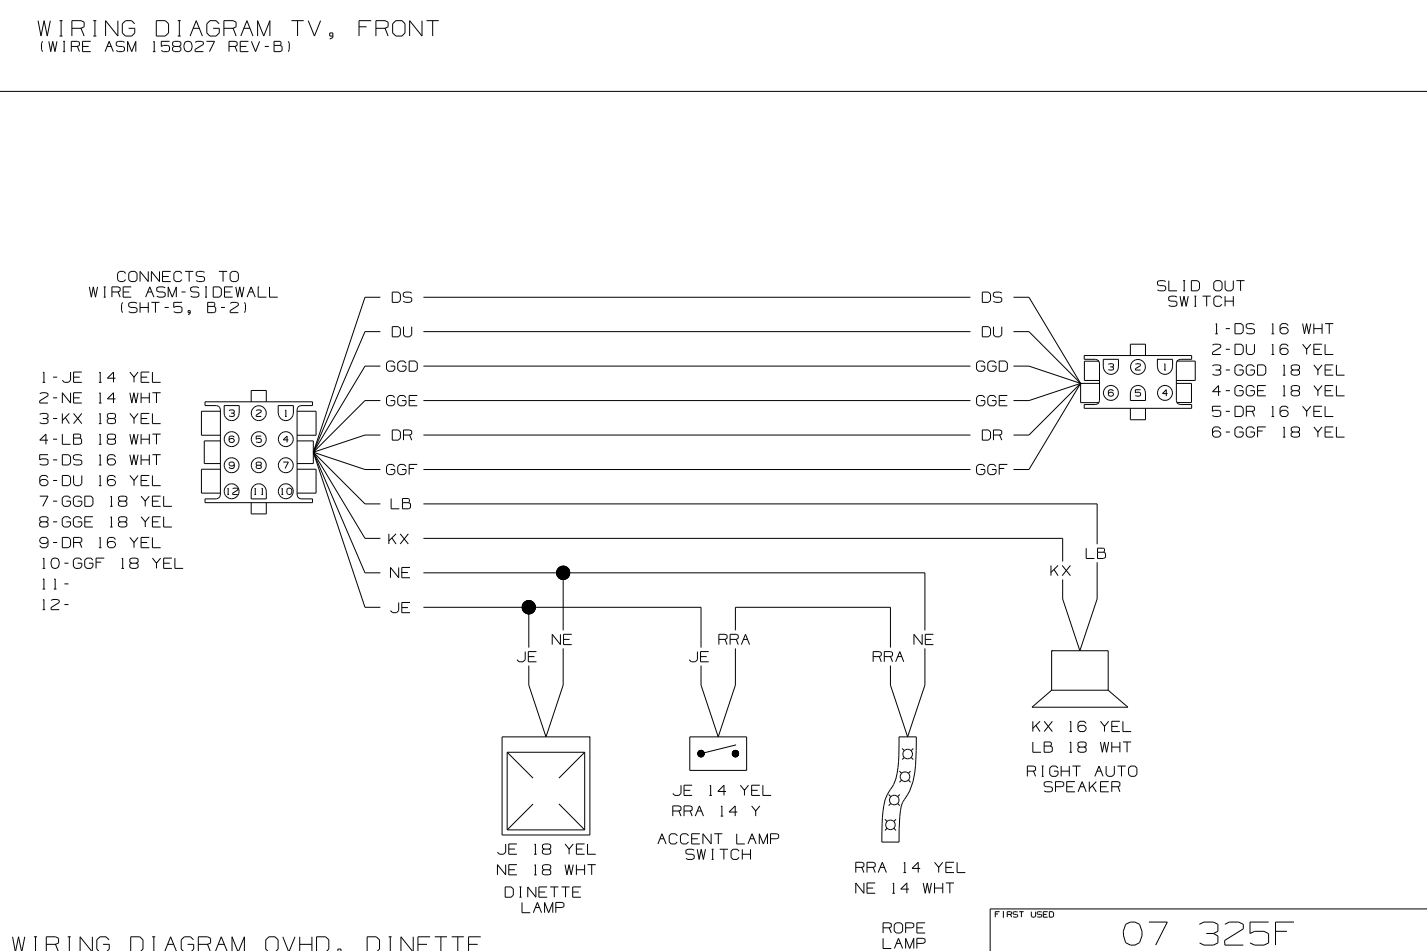 WIRING DIAGRAM TV, FRONT
(WIRE ASM 158027 REV-B)
CONNECTS TO
WIRE ASM-SIDEWALL
(SHT-5, B-2)
1-JE 14 YEL
2-NE 14 WHT
3-KX 18 YEL
4-LB 18 WHT
5-DS 16 WHT
6-DU 16 YEL
7-GGD 18 YEL
8-GGE 18 YEL
9-DR 16 YEL
10-GGF 18 YEL
11-
12-
3 2 1
6 5 4
9 8 7
12 11 10
DS DS
DU DU
GGD GGD
GGE GGE
DR DR
GGF GGF
LB
KX
NE
JE
SLID OUT
SWITCH
3 2 1
6 5 4
1-DS 16 WHT
2-DU 16 YEL
3-GGD 18 YEL
4-GGE 18 YEL
5-DR 16 YEL
6-GGF 18 YEL
LB
KX
NE RRA NE
JE JE RRA
KX 16 YEL
LB 18 WHT
RIGHT AUTO
SPEAKER
JE 14 YEL
RRA 14 Y
ACCENT LAMP
SWITCH
JE 18 YEL
NE 18 WHT
DINETTE
LAMP
RRA 14 YEL
NE 14 WHT
ROPE
LAMP
FIRST USED
07 325F
WIRING DIAGRAM OVHD, DINETTE